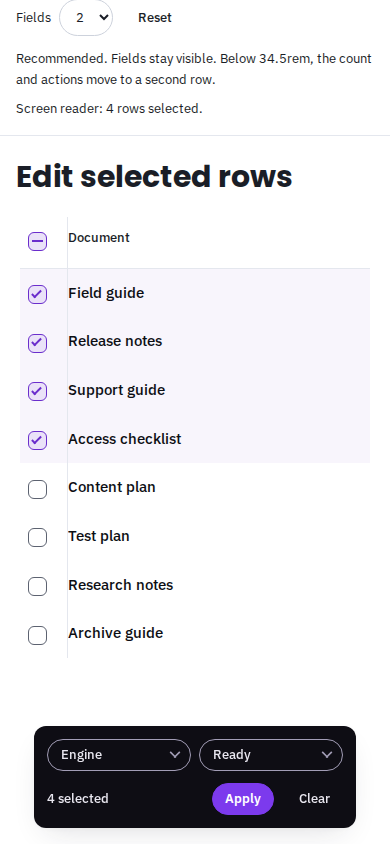 Fields 2 Reset
Recommended. Fields stay visible. Below 34.5rem, the count
and actions move to a second row.
Screen reader: 4 rows selected.
Edit selected rows
Document
Field guide
Release notes
Support guide
Access checklist
Content plan
Test plan
Research notes
Archive guide
Engine Ready
4 selected Apply Clear